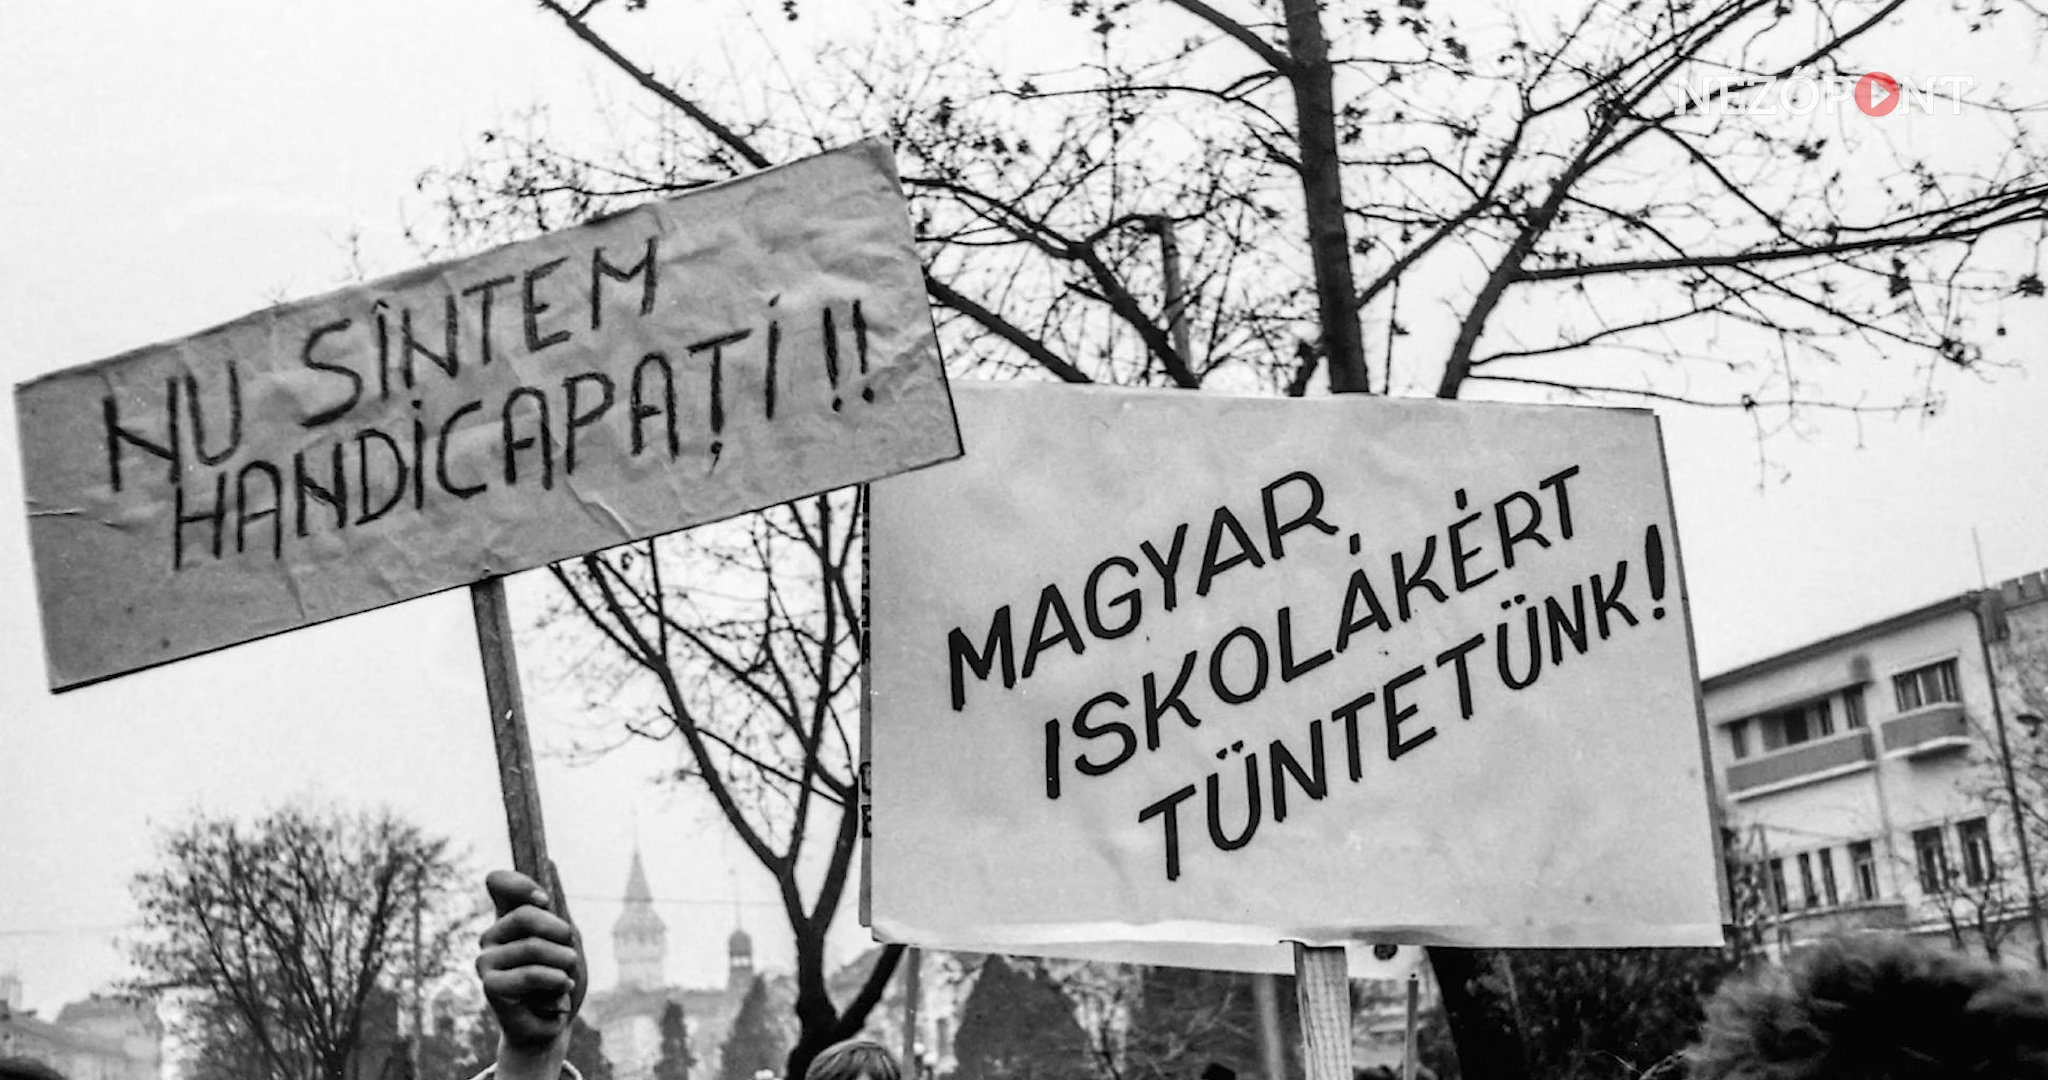 NÉZŐPONT
NU SÎNTEM
HANDICAPAȚI!!
MAGYAR
ISKOLÁKÉRT
TÜNTETÜNK!